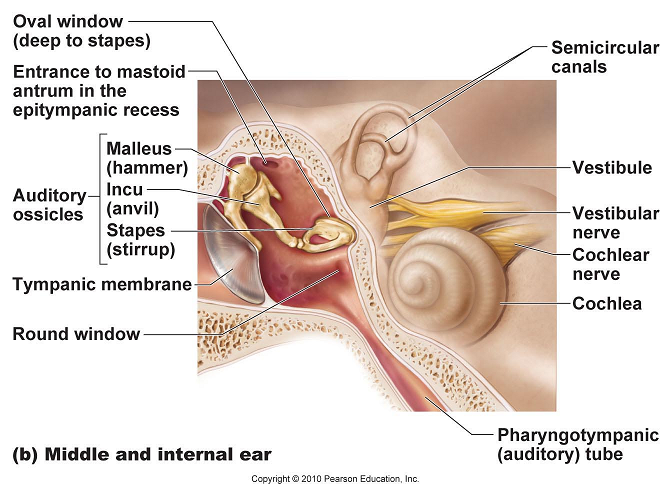 Oval window
(deep to stapes)
Entrance to mastoid
antrum in the
epitympanic recess
Auditory
ossicles
Malleus
(hammer)
Incu
(anvil)
Stapes
(stirrup)
Tympanic membrane
Round window
Semicircular
canals
Vestibule
Vestibular
nerve
Cochlear
nerve
Cochlea
Pharyngotympanic
(auditory) tube
(b) Middle and internal ear
Copyright © 2010 Pearson Education, Inc.